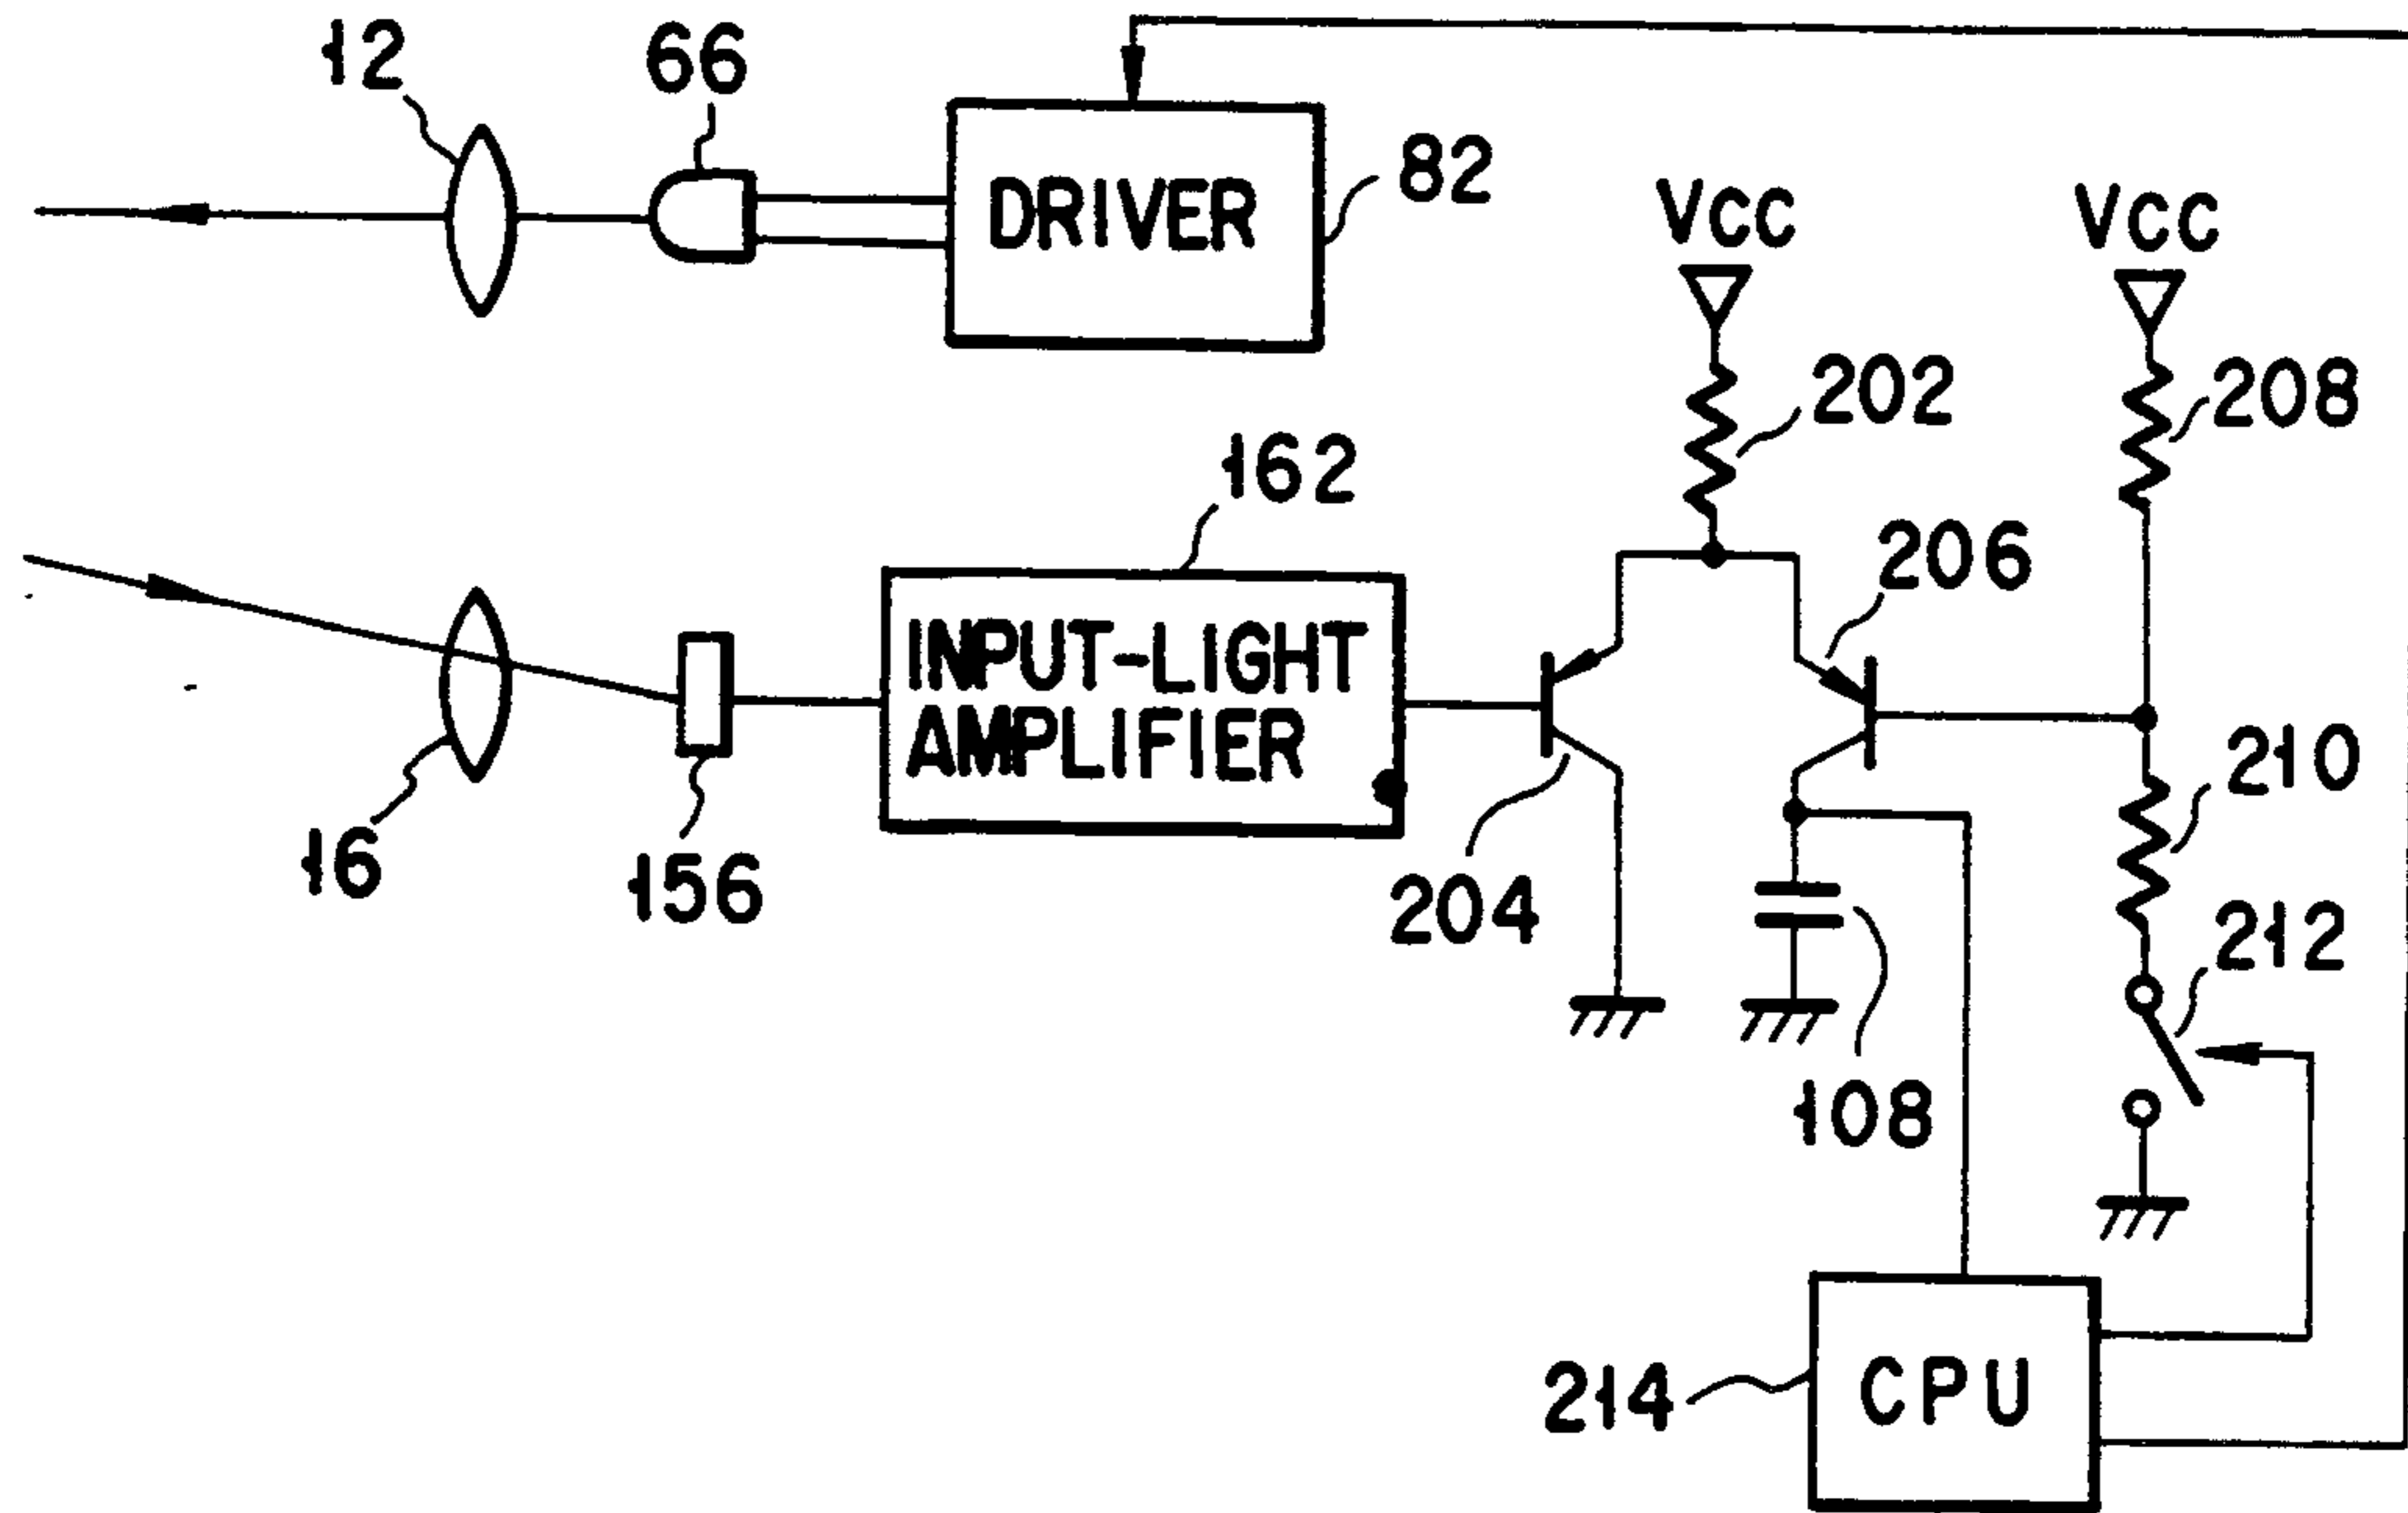 12
66
DRIVER
82
VCC
VCC
202
208
162
206
INPUT-LIGHT
AMPLIFIER
210
16
156
204
212
108
214
CPU